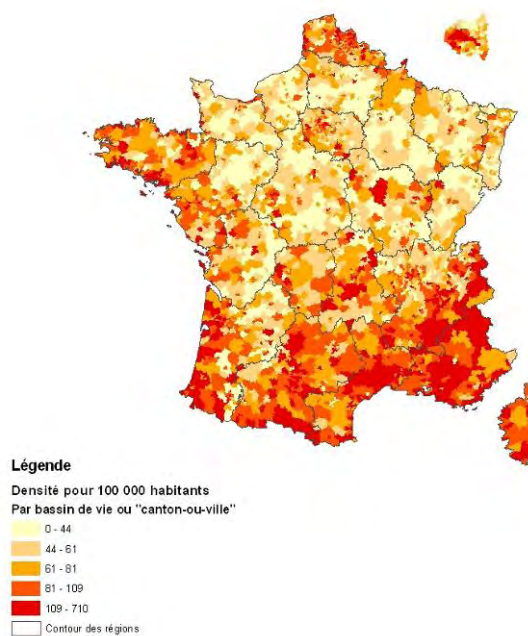 Légende
Densité pour 100 000 habitants
Par bassin de vie ou "canton-ou-ville"
0 - 44
44 - 61
61 - 81
81 - 109
109 - 710
Contour des régions